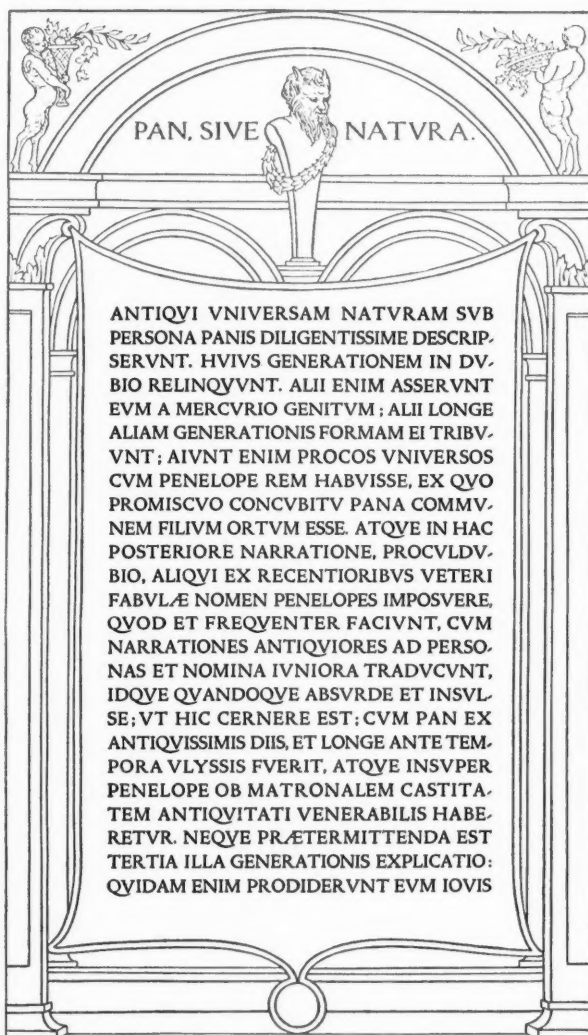 PAN, SIVE NATVRA.
ANTIQVI VNIVERSAM NATVRAM SVB
PERSONA PANIS DILIGENTISSIME DESCRIP-
SERVNT. HVIVS GENERATIONEM IN DV-
BIO RELINQVVNT. ALII ENIM ASSERVNT
EVM A MERCVRIO GENITVM; ALII LONGE
ALIAM GENERATIONIS FORMAM EI TRIBV-
VNT; AIVNT ENIM PROCOS VNIVERSOS
CVM PENELOPE REM HABVISSE, EX QVO
PROMISCVO CONCVBITV PANA COMMV-
NEM FILIVM ORTVM ESSE. ATQVE IN HAC
POSTERIORE NARRATIONE, PROCVLDV-
BIO, ALIQVI EX RECENTIORIBVS VETERI
FABVLÆ NOMEN PENELOPES IMPOSVERE,
QVOD ET FREQVENTER FACIVNT, CVM
NARRATIONES ANTIQVIORES AD PERSO-
NAS ET NOMINA IVNIORA TRADVCVNT,
IDQVE QVANDOQVE ABSVRDE ET INSVL-
SE; VT HIC CERNERE EST; CVM PAN EX
ANTIQVISSIMIS DIIS, ET LONGE ANTE TEM-
PORA VLYSSIS FVERIT, ATQVE INSVPER
PENELOPE OB MATRONALEM CASTITA-
TEM ANTIQVITATI VENERABILIS HABE-
RETVR. NEQVE PRÆTERMITTENDA EST
TERTIA ILLA GENERATIONIS EXPLICATIO:
QVIDAM ENIM PRODIDERVNT EVM IOVIS